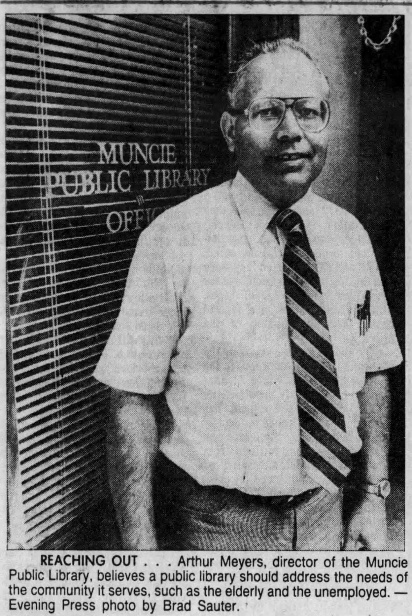 MUNCIE
PUBLIC LIBRARY
OFFIC
REACHING OUT . . . Arthur Meyers, director of the Muncie
Public Library, believes a public library should address the needs of
the community it serves, such as the elderly and the unemployed. —
Evening Press photo by Brad Sauter.